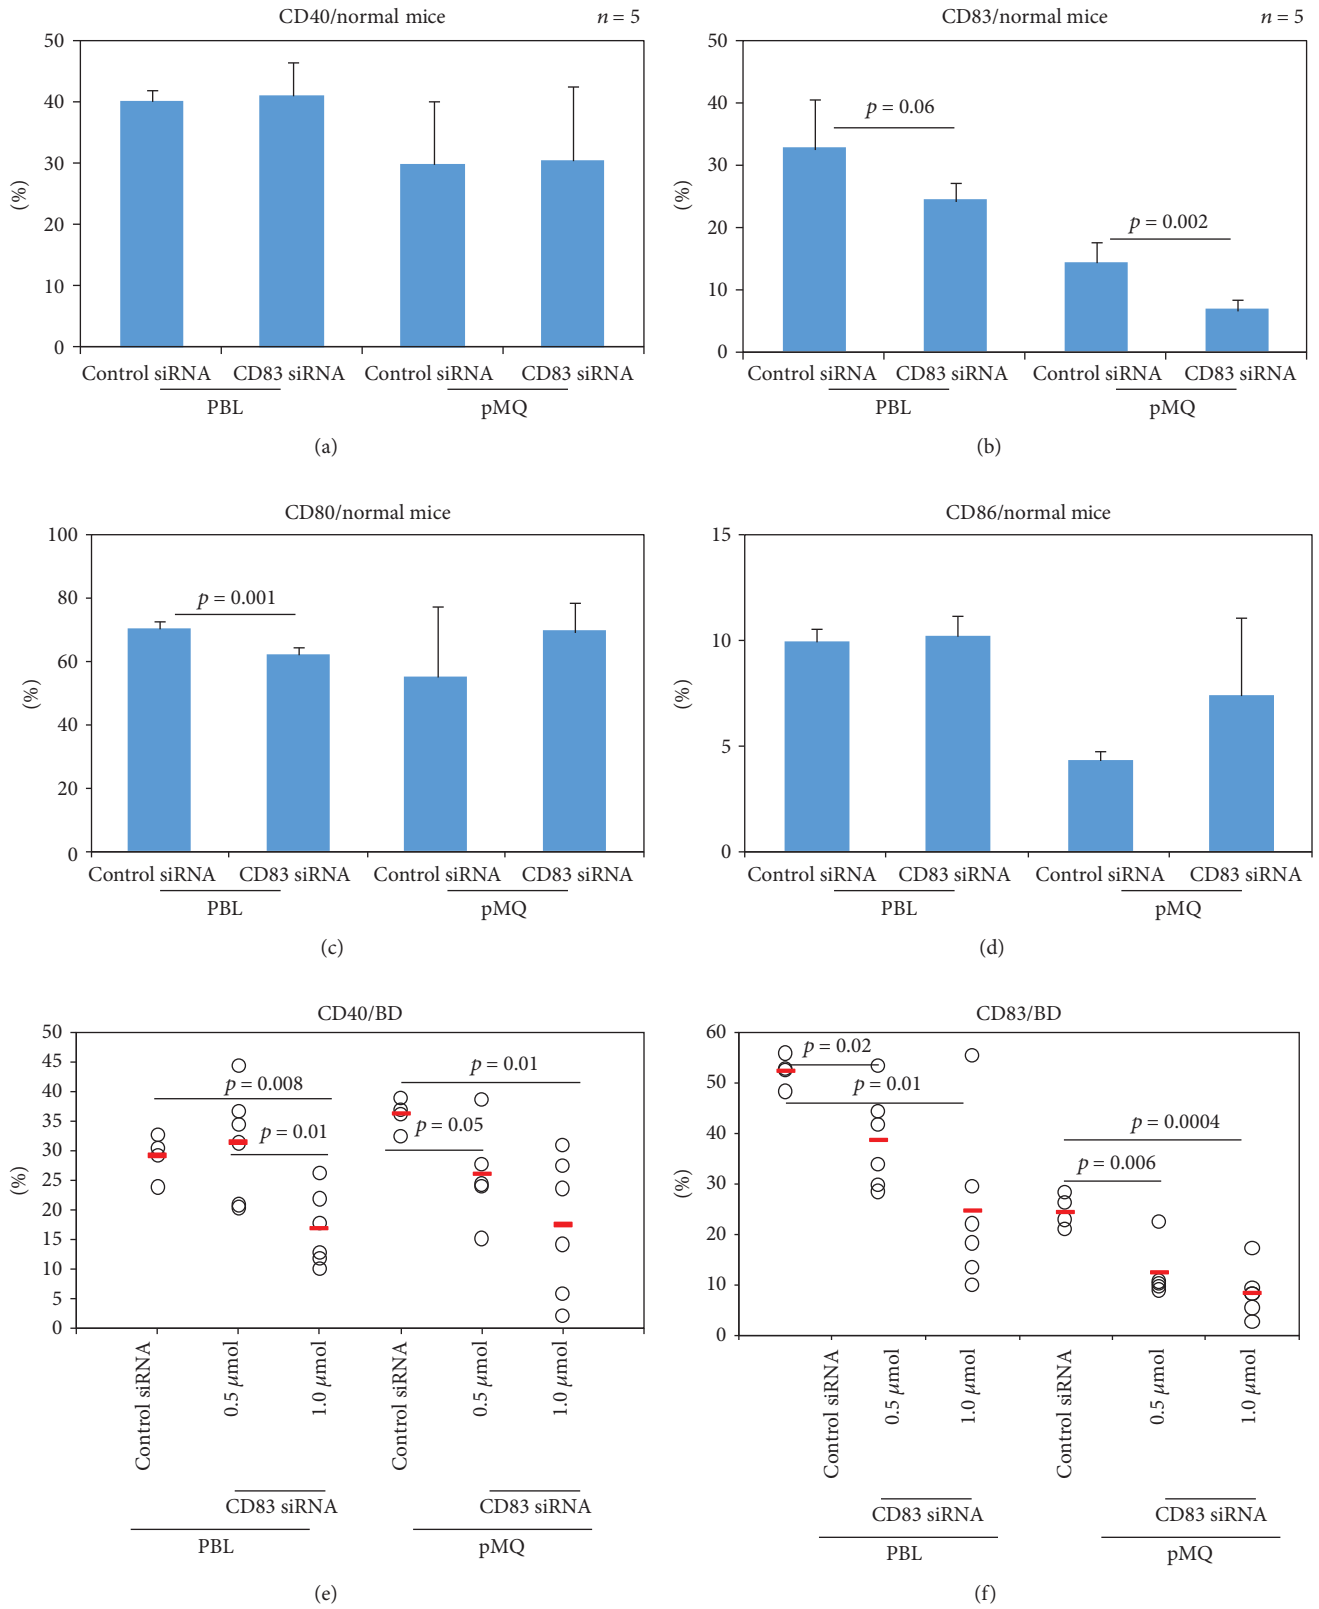 CD40/normal mice
n = 5
50
40
30
20
10
0
(%)
Control siRNA CD83 siRNA Control siRNA CD83 siRNA
PBL pMQ
(a)
CD83/normal mice
n = 5
50
40
30
20
10
0
(%)
p = 0.06
p = 0.002
Control siRNA CD83 siRNA Control siRNA CD83 siRNA
PBL pMQ
(b)
CD80/normal mice
100
80
60
40
20
0
(%)
p = 0.001
Control siRNA CD83 siRNA Control siRNA CD83 siRNA
PBL pMQ
(c)
CD86/normal mice
15
10
5
0
(%)
Control siRNA CD83 siRNA Control siRNA CD83 siRNA
PBL pMQ
(d)
CD40/BD
50
45
40
35
30
25
20
15
10
5
0
(%)
p = 0.008
p = 0.01
p = 0.01
p = 0.05
Control siRNA
0.5 μmol
1.0 μmol
Control siRNA
0.5 μmol
1.0 μmol
CD83 siRNA CD83 siRNA
PBL pMQ
(e)
CD83/BD
60
50
40
30
20
10
0
(%)
p = 0.02
p = 0.01
p = 0.0004
p = 0.006
Control siRNA
0.5 μmol
1.0 μmol
Control siRNA
0.5 μmol
1.0 μmol
CD83 siRNA CD83 siRNA
PBL pMQ
(f)